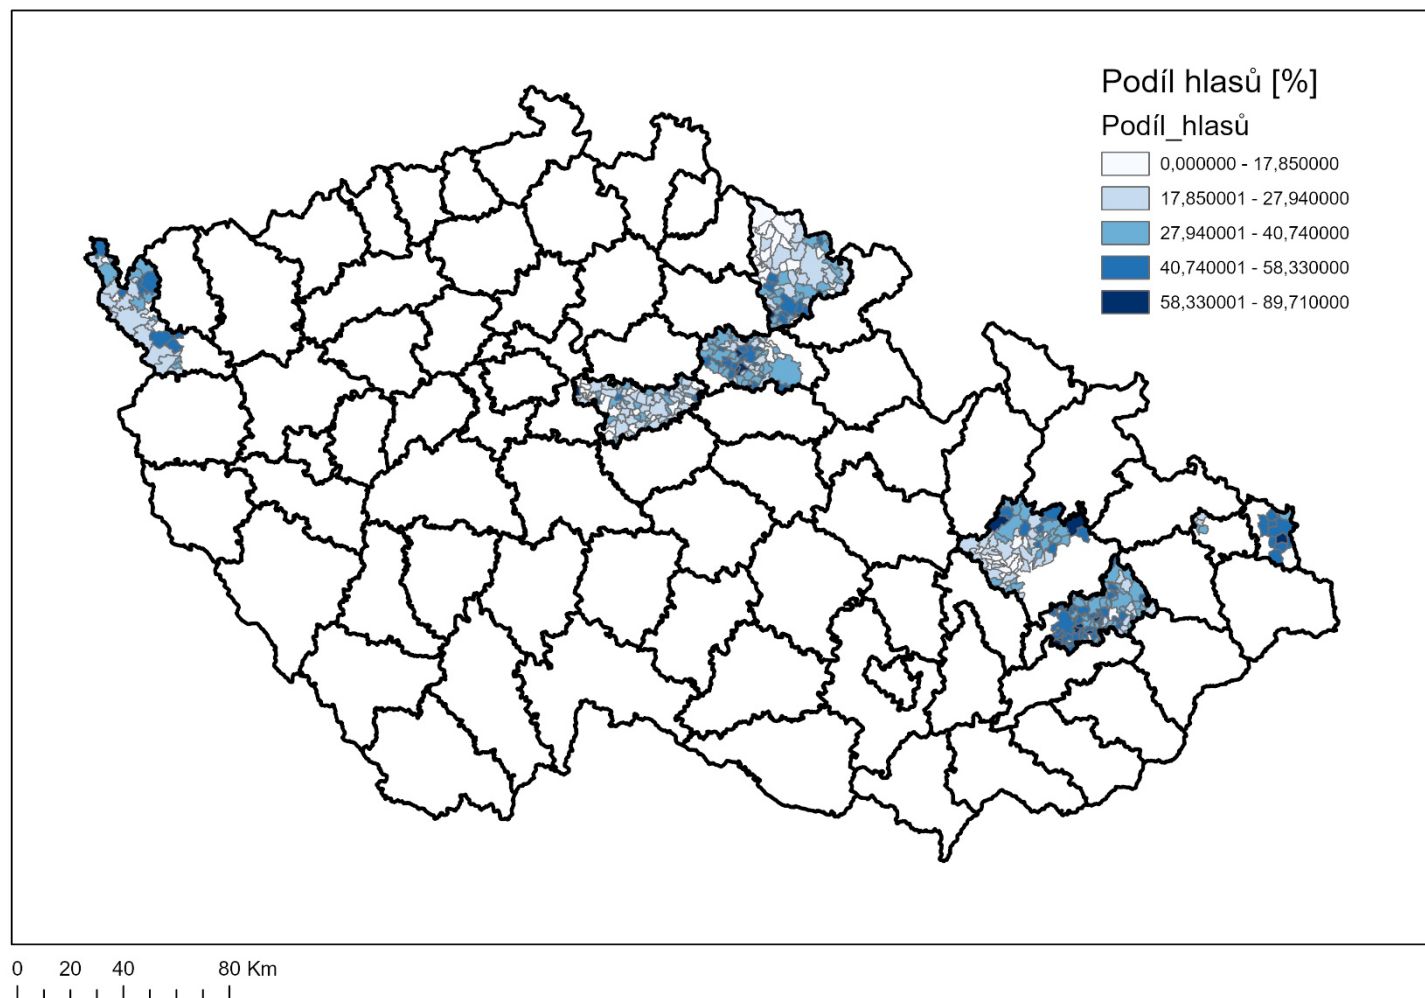 Podíl hlasů [%]
Podíl_hlasů
0,000000 - 17,850000
17,850001 - 27,940000
27,940001 - 40,740000
40,740001 - 58,330000
58,330001 - 89,710000
0 20 40 80 Km